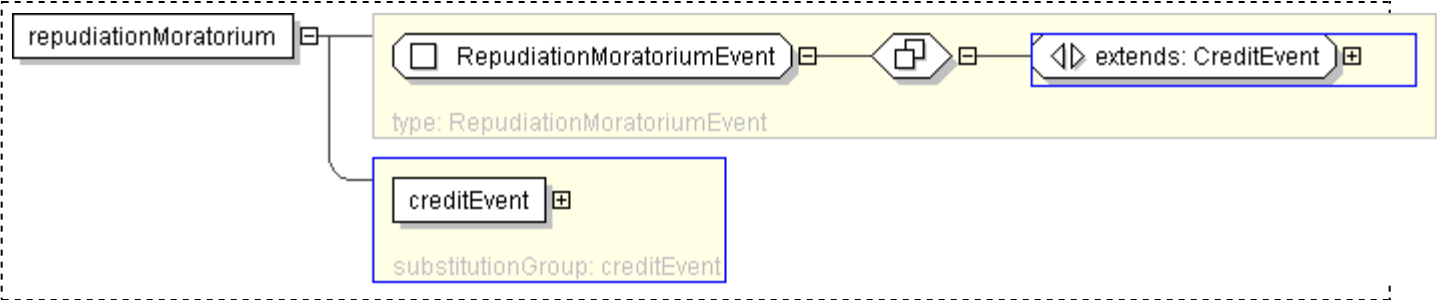 repudiationMoratorium
RepudiationMoratoriumEvent
extends: CreditEvent
type: RepudiationMoratoriumEvent
creditEvent
substitutionGroup: creditEvent